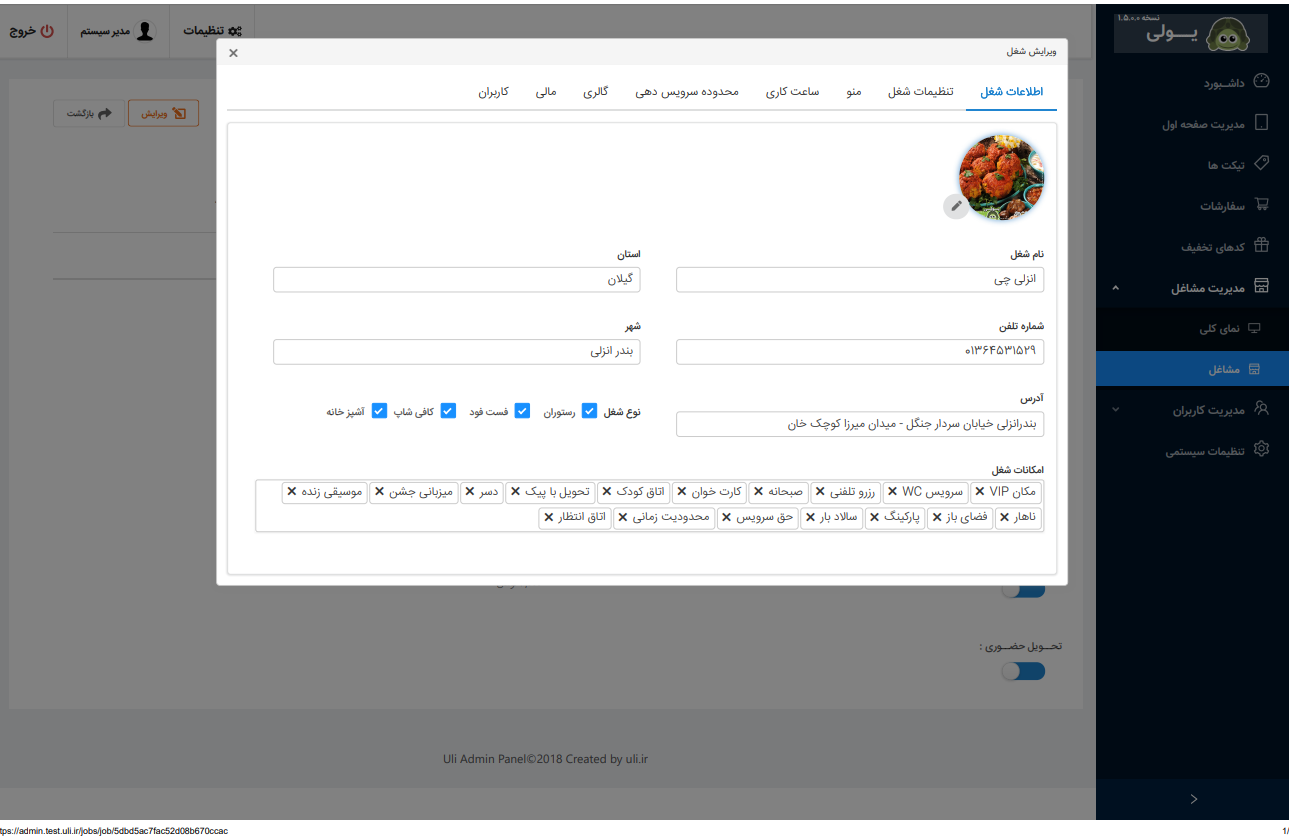 نسخه ۱.۵.۰.۰
یـــولی
تنظیمات
مدیر سیستم
خروج
داشـبورد
مدیریت صفحه اول
تیکت ها
سفارشات
کدهای تخفیف
مدیریت مشاغل
نمای کلی
مشاغل
مدیریت کاربران
تنظیمات سیستمی
ویرایش
بازگشت
ویرایش شغل
اطلاعات شغل تنظیمات شغل منو ساعت کاری محدوده سرویس دهی گالری مالی کاربران
نام شغل
انزلی چی
استان
گیلان
شماره تلفن
۰۱۳۶۴۵۳۱۵۲۹
شهر
بندر انزلی
آدرس
بندرانزلی خیابان سردار جنگل - میدان میرزا کوچک خان
نوع شغل رستوران فست فود کافی شاپ آشپز خانه
امکانات شغل
مکان VIP × سرویس WC × رزرو تلفنی × صبحانه × کارت خوان × اتاق کودک × تحویل با پیک × دسر × میزبانی جشن × موسیقی زنده ×
ناهار × فضای باز × پارکینگ × سالاد بار × حق سرویس × محدودیت زمانی × اتاق انتظار ×
تحــویل حضــوری :
Uli Admin Panel©2018 Created by uli.ir
tps://admin.test.uli.ir/jobs/job/5dbd5ac7fac52d08b670ccac
1/